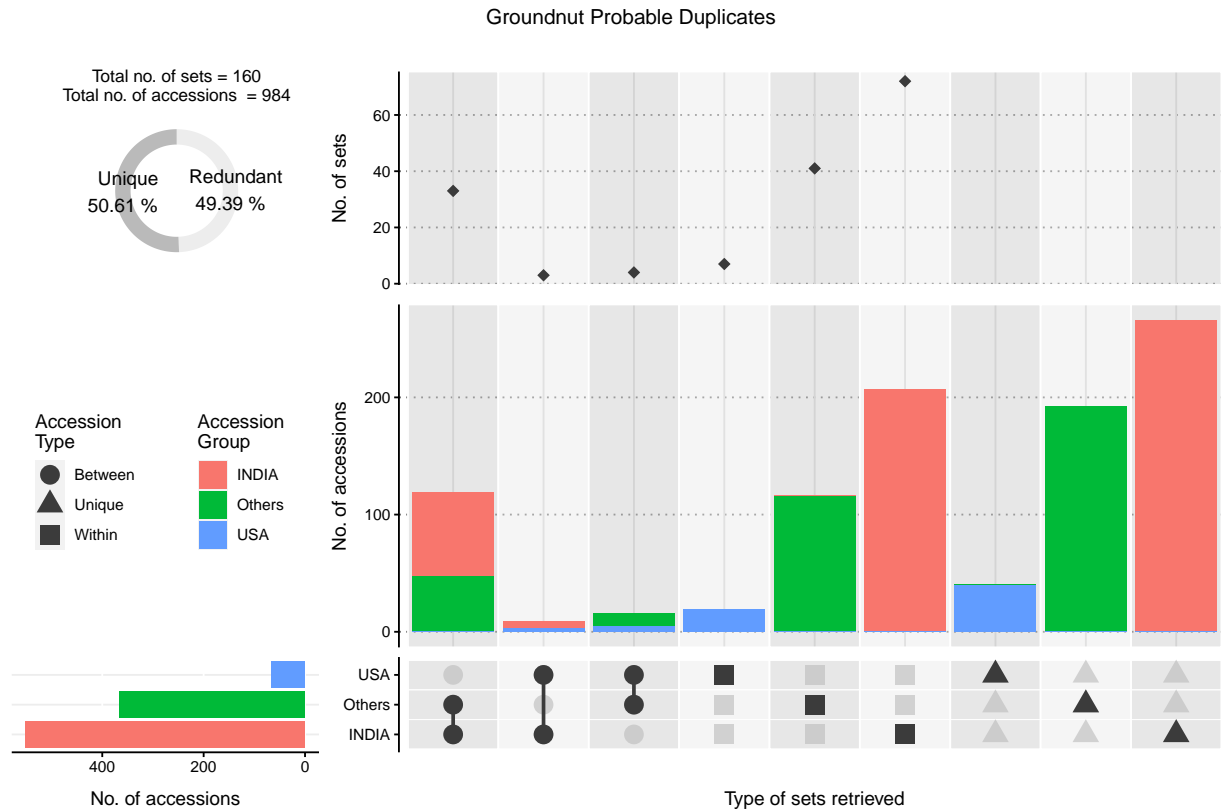 Groundnut Probable Duplicates
Total no. of sets = 160
Total no. of accessions = 984
Unique
50.61 %
Redundant
49.39 %
No. of sets
60
40
20
0
No. of accessions
200
100
0
Accession
Type
Between
Unique
Within
Accession
Group
INDIA
Others
USA
USA
Others
INDIA
400
200
0
No. of accessions
Type of sets retrieved